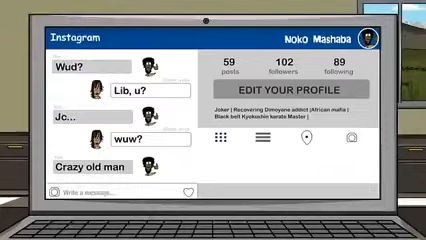 Instagram
Noko Mashaba
Wud?
Lib, u?
Jc...
wuw?
Crazy old man
Write a message...
59 102 89
posts followers following
EDIT YOUR PROFILE
Joker | Recovering Dimoyane addict |African mafia |
Black belt Kyokushin karate Master |